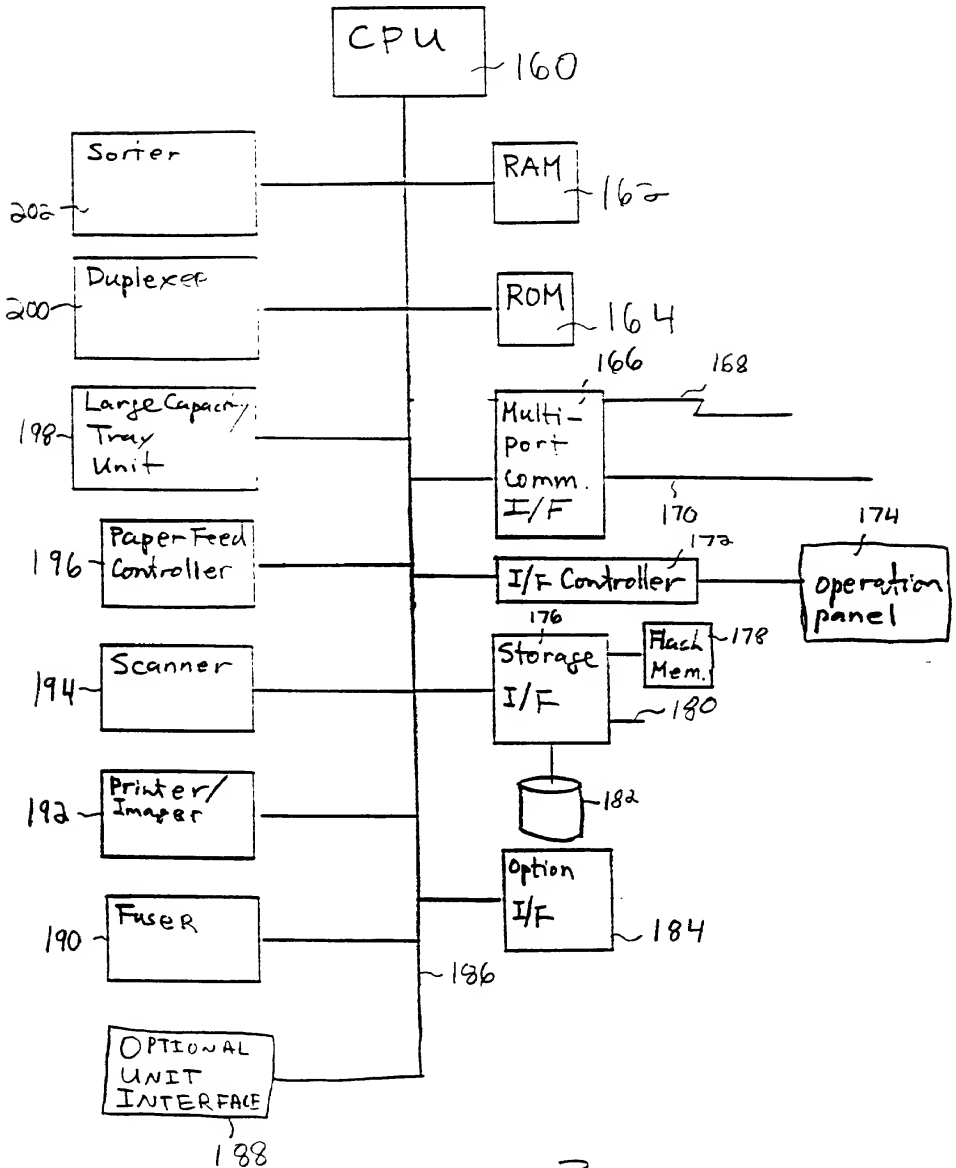 CPU
160
Sorter
202
RAM
162
Duplexer
200
ROM
164
166
168
Large Capacity
Tray
Unit
198
Multi-
port
Comm.
I/F
170
172
174
Paper Feed
Controller
196
I/F Controller
operation
panel
176
Scanner
194
Storage
I/F
Flash
Mem.
178
180
Printer/
Imager
192
182
Option
I/F
184
Fuser
190
186
OPTIONAL
UNIT
INTERFACE
188